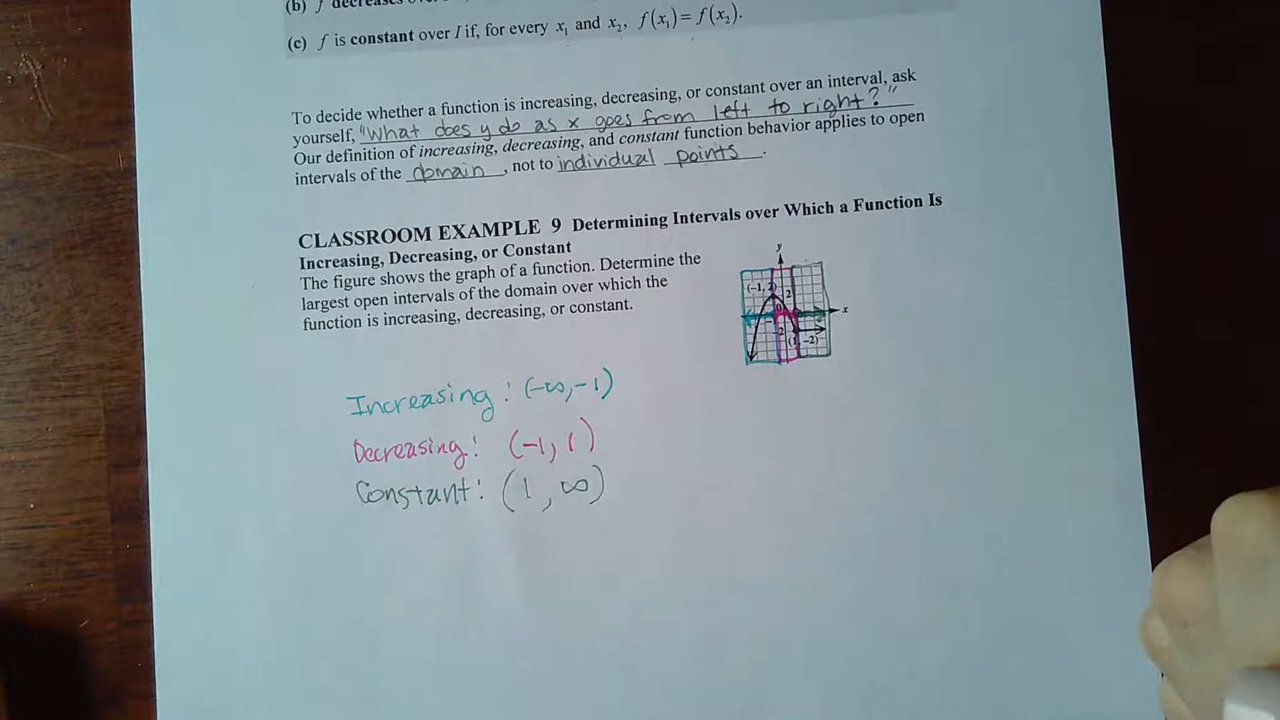 (b) f decreases over
(c) f is constant over I if, for every x₁ and x₂, f(x₁) = f(x₂).
To decide whether a function is increasing, decreasing, or constant over an interval, ask
yourself, "What does y do as x goes from left to right?"
Our definition of increasing, decreasing, and constant function behavior applies to open
intervals of the domain, not to individual points.
CLASSROOM EXAMPLE 9 Determining Intervals over Which a Function Is
Increasing, Decreasing, or Constant
The figure shows the graph of a function. Determine the
largest open intervals of the domain over which the
function is increasing, decreasing, or constant.
y
(-1, 2)
2
0
x
-2
(1, -2)
Increasing: (-∞, -1)
Decreasing: (-1, 1)
Constant: (1, ∞)